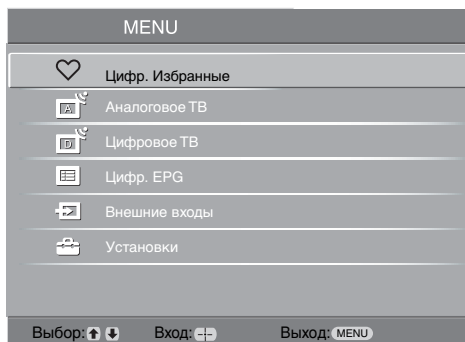 MENU
Цифр. Избранные
A Аналоговое ТВ
D Цифровое ТВ
Цифр. EPG
Внешние входы
Установки
Выбор: Вход: Выход: MENU